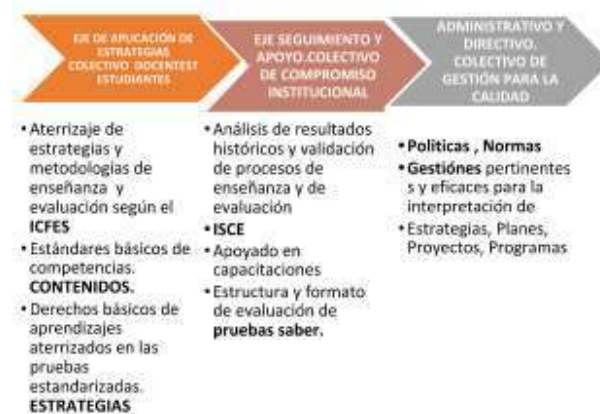 EJE DE APLICACIÓN DE
ESTRATEGIAS
COLECTIVO DOCENTEST
ESTUDIANTES
• Aterrizaje de
estrategias y
metodologías de
enseñanza y
evaluación según el
ICFES
• Estándares básicos de
competencias.
CONTENIDOS.
• Derechos básicos de
aprendizajes
aterrizados en las
pruebas
estandarizadas.
ESTRATEGIAS
EJE SEGUIMIENTO Y
APOYO.COLECTIVO
DE COMPROMISO
INSTITUCIONAL
• Análisis de resultados
históricos y validación
de procesos de
enseñanza y de
evaluación
• ISCE
• Apoyado en
capacitaciones
• Estructura y formato
de evaluación de
pruebas saber.
ADMINISTRATIVO Y
DIRECTIVO.
COLECTIVO DE
GESTIÓN PARA LA
CALIDAD
• Politicas , Normas
• Gestiónes pertinentes
s y eficaces para la
interpretación de
• Estrategias, Planes,
Proyectos, Programas